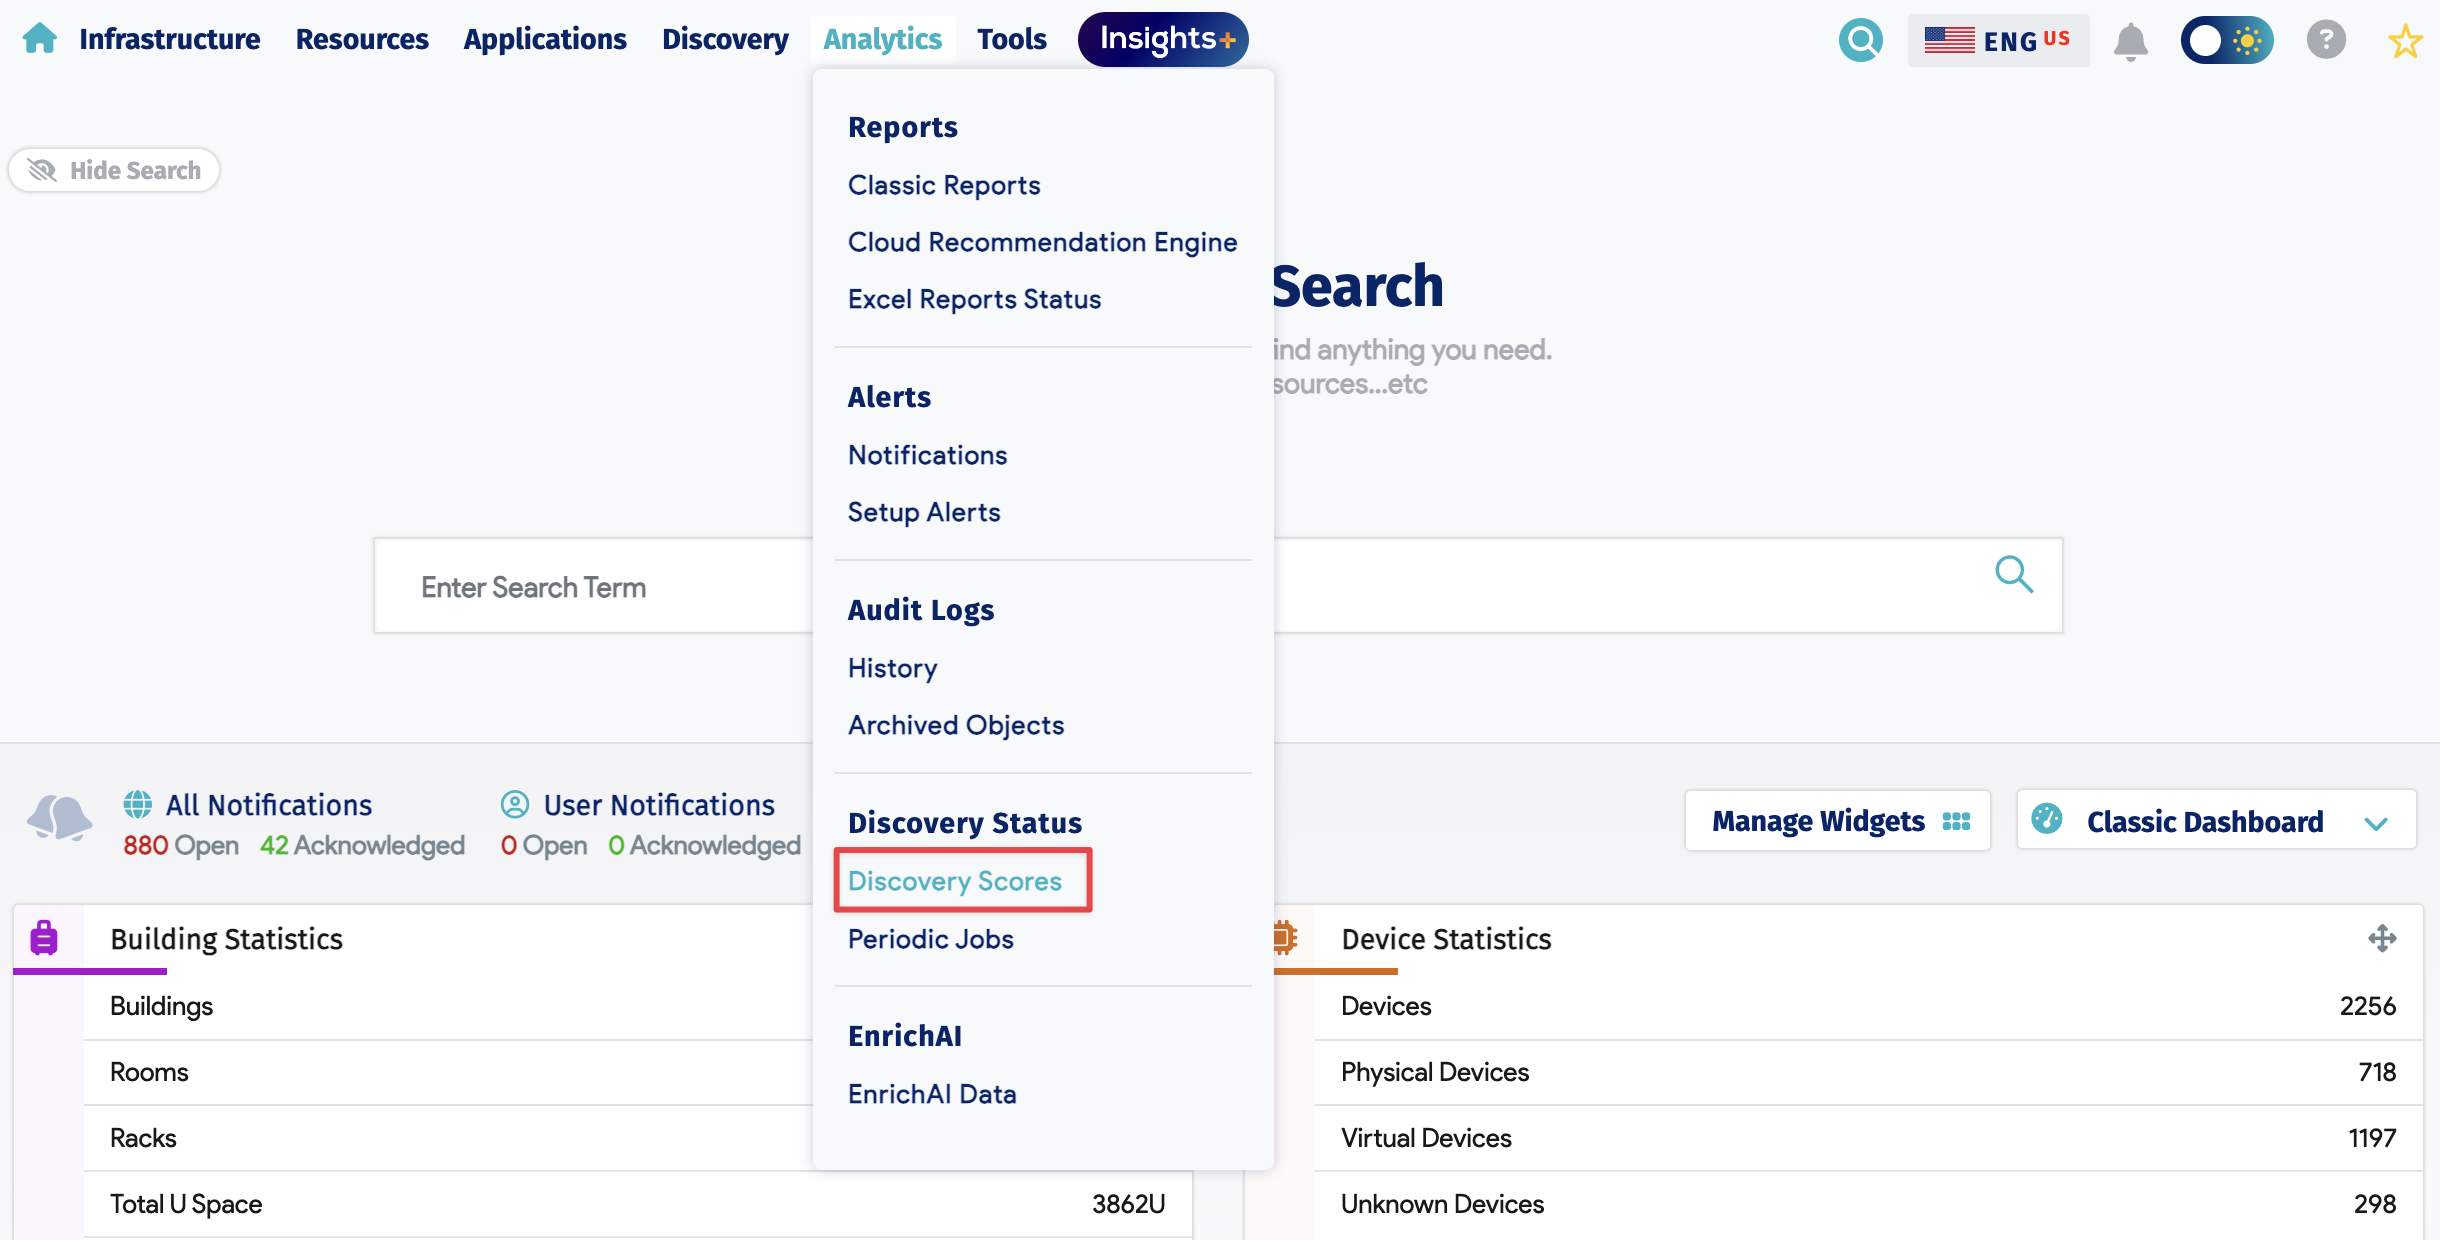 Infrastructure Resources Applications Discovery Analytics Tools Insights+ ENG US ?
Hide Search
Reports
Classic Reports
Cloud Recommendation Engine
Excel Reports Status
Alerts
Notifications
Setup Alerts
Audit Logs
History
Archived Objects
Discovery Status
Discovery Scores
Periodic Jobs
EnrichAI
EnrichAI Data
Search
ind anything you need.
sources...etc
Enter Search Term
All Notifications
880 Open 42 Acknowledged
User Notifications
0 Open 0 Acknowledged
Manage Widgets
Classic Dashboard
Building Statistics
Buildings
Rooms
Racks
Total U Space 3862U
Device Statistics
Devices 2256
Physical Devices 718
Virtual Devices 1197
Unknown Devices 298